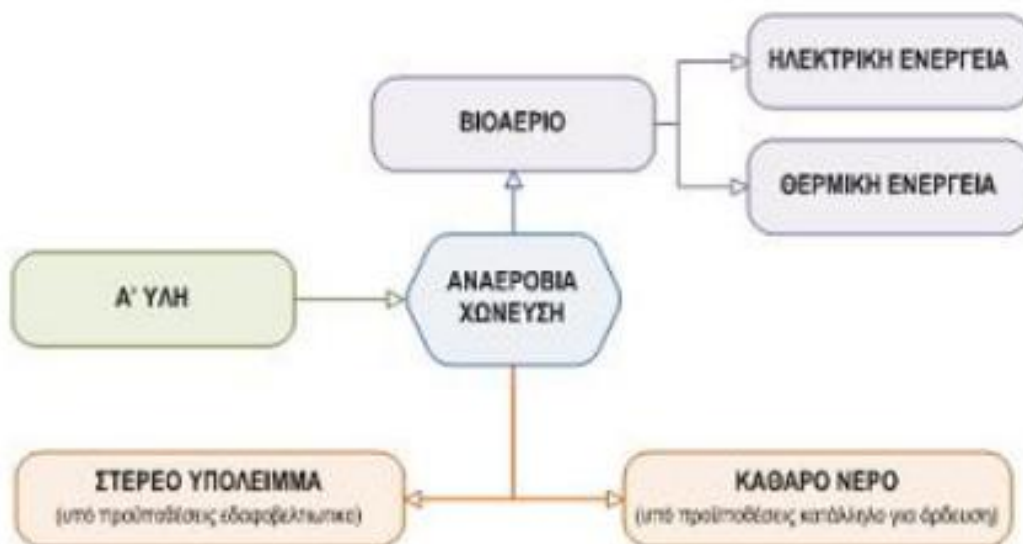 ΗΛΕΚΤΡΙΚΗ ΕΝΕΡΓΕΙΑ
ΒΙΟΑΕΡΙΟ
ΘΕΡΜΙΚΗ ΕΝΕΡΓΕΙΑ
Α' ΥΛΗ
ΑΝΑΕΡΟΒΙΑ
ΧΩΝΕΥΣΗ
ΣΤΕΡΕΟ ΥΠΟΛΕΙΜΜΑ
(υπό προϋποθέσεις εδαφοβελτιωτικό)
ΚΑΘΑΡΟ ΝΕΡΟ
(υπό προϋποθέσεις κατάλληλο για άρδευση)